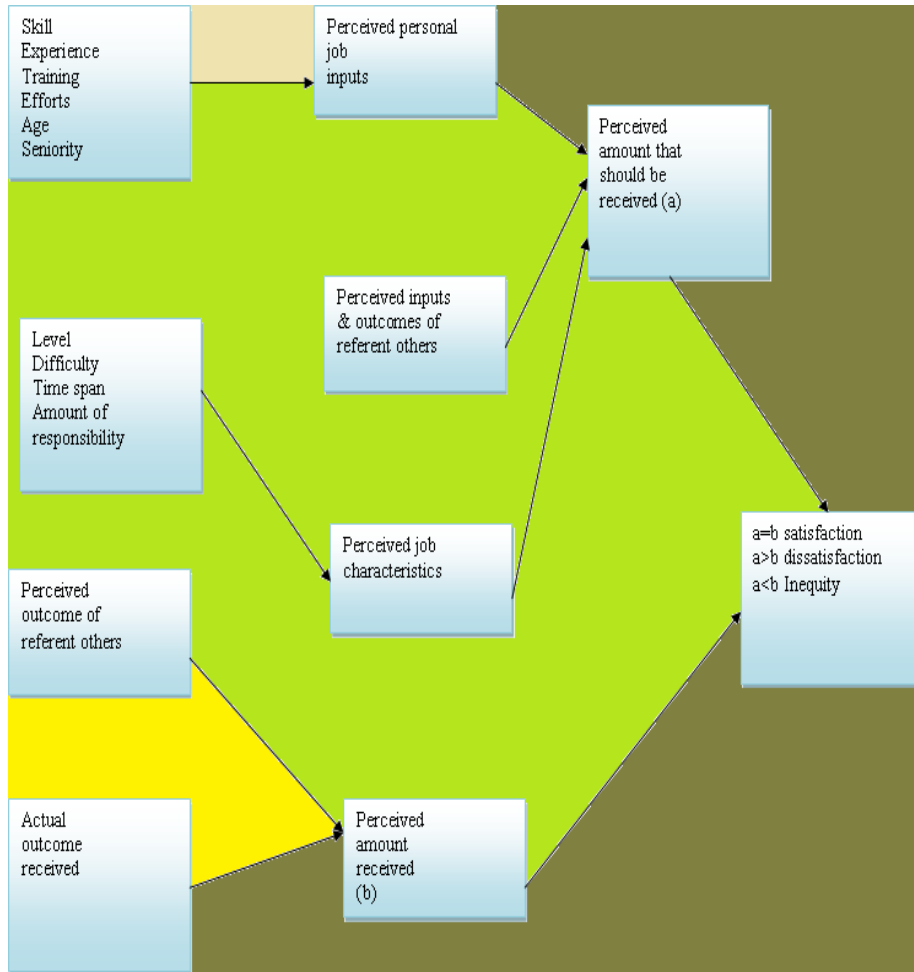 Skill
Experience
Training
Efforts
Age
Seniority
Perceived personal
job
inputs
Perceived
amount that
should be
received (a)
Perceived inputs
& outcomes of
referent others
Level
Difficulty
Time span
Amount of
responsibility
Perceived job
characteristics
a=b satisfaction
a>b dissatisfaction
a<b Inequity
Perceived
outcome of
referent others
Actual
outcome
received
Perceived
amount
received
(b)